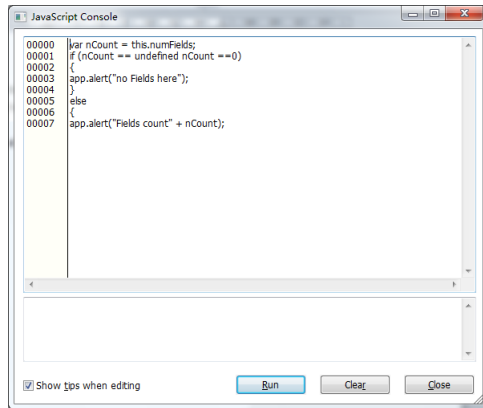 JavaScript Console
00000 var nCount = this.numFields;
00001 if (nCount == undefined nCount ==0)
00002 {
00003 app.alert("no Fields here");
00004 }
00005 else
00006 {
00007 app.alert("Fields count" + nCount);
Show tips when editing Run Clear Close